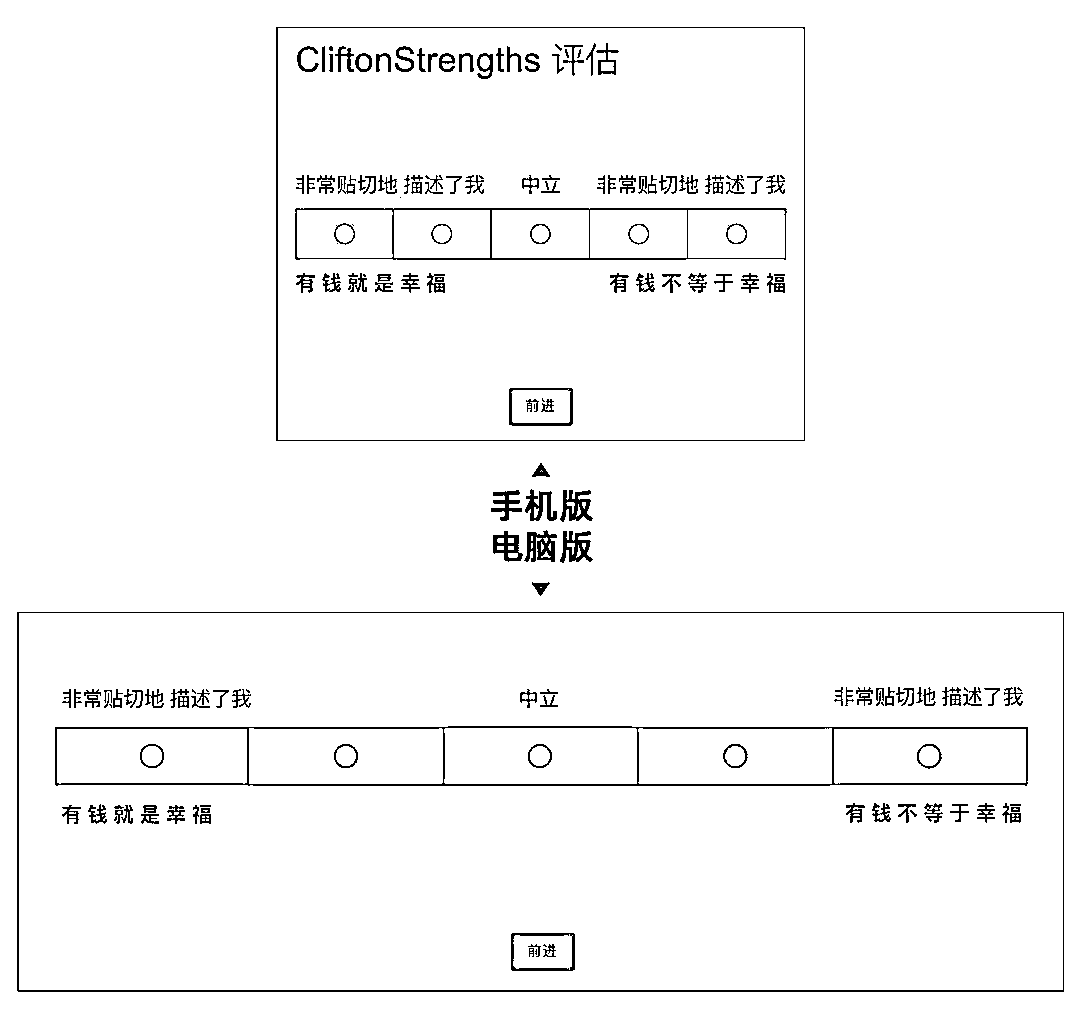 CliftonStrengths 评估
非常贴切地 描述了我 中立 非常贴切地 描述了我
有钱就是幸福 有钱不等于幸福
前进
手机版
电脑版
非常贴切地 描述了我 中立 非常贴切地 描述了我
有钱就是幸福 有钱不等于幸福
前进